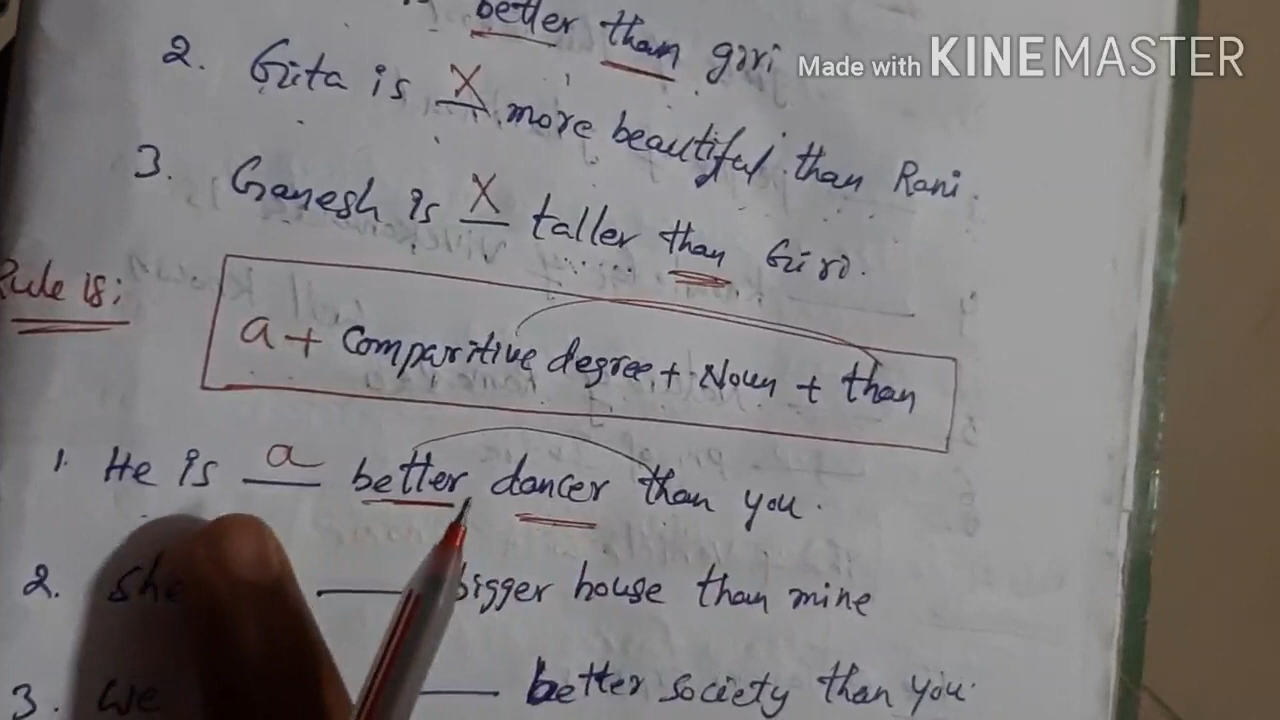 better than giri
Made with KINEMASTER
2. Gita is X more beautiful than Rani.
3. Ganesh is X taller than Giri.
Rule is:
a + Comparitive degree + Noun + than
1. He is a better dancer than you.
2. She bigger house than mine
3. We better society than you.